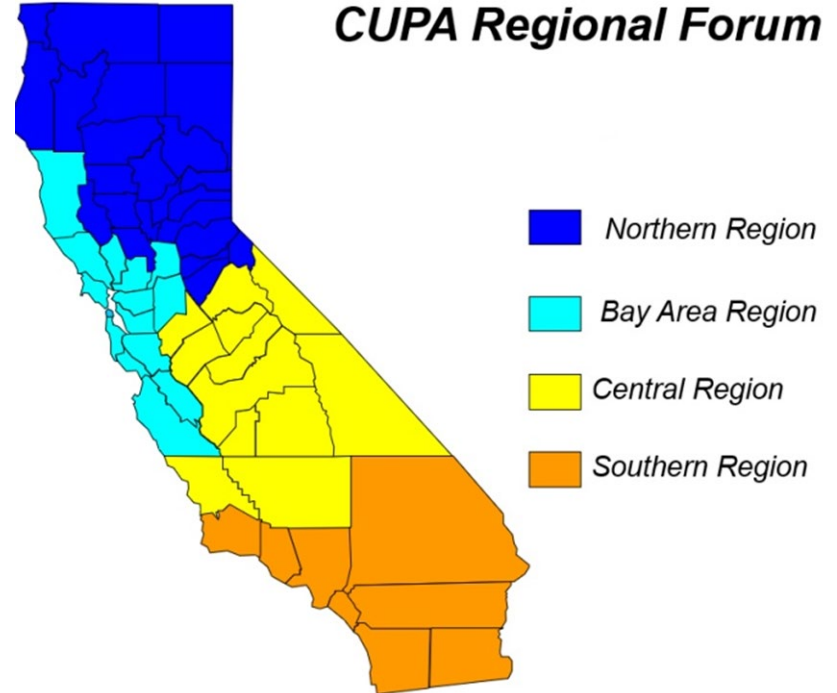 CUPA Regional Forum
Northern Region
Bay Area Region
Central Region
Southern Region